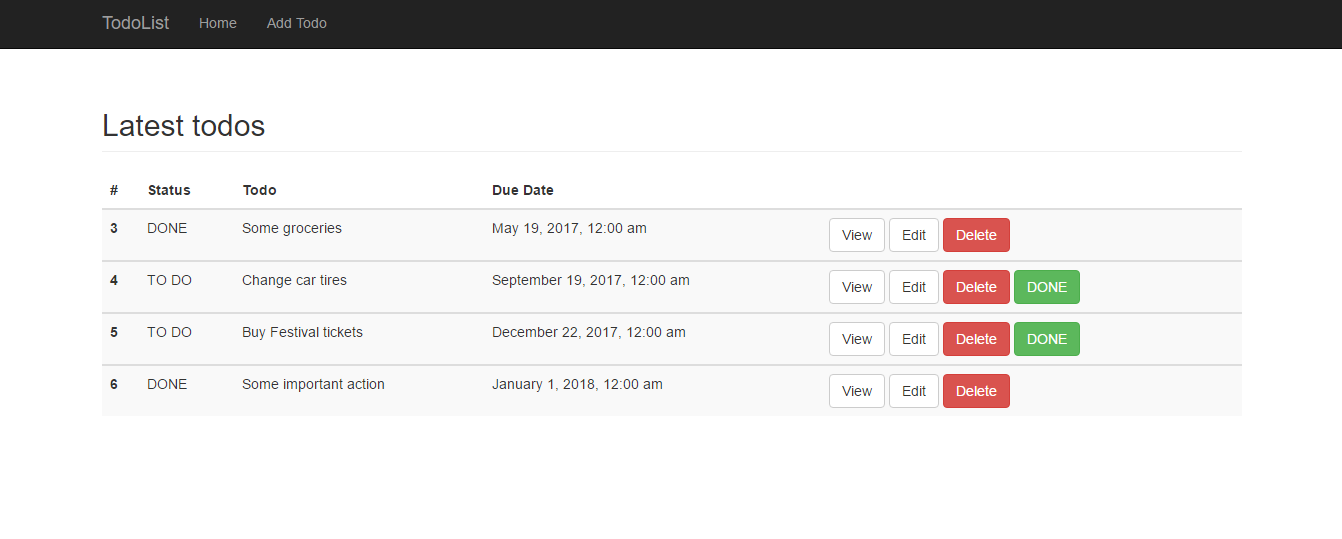 TodoList Home Add Todo
Latest todos
# Status Todo Due Date
3 DONE Some groceries May 19, 2017, 12:00 am View Edit Delete
4 TO DO Change car tires September 19, 2017, 12:00 am View Edit Delete DONE
5 TO DO Buy Festival tickets December 22, 2017, 12:00 am View Edit Delete DONE
6 DONE Some important action January 1, 2018, 12:00 am View Edit Delete